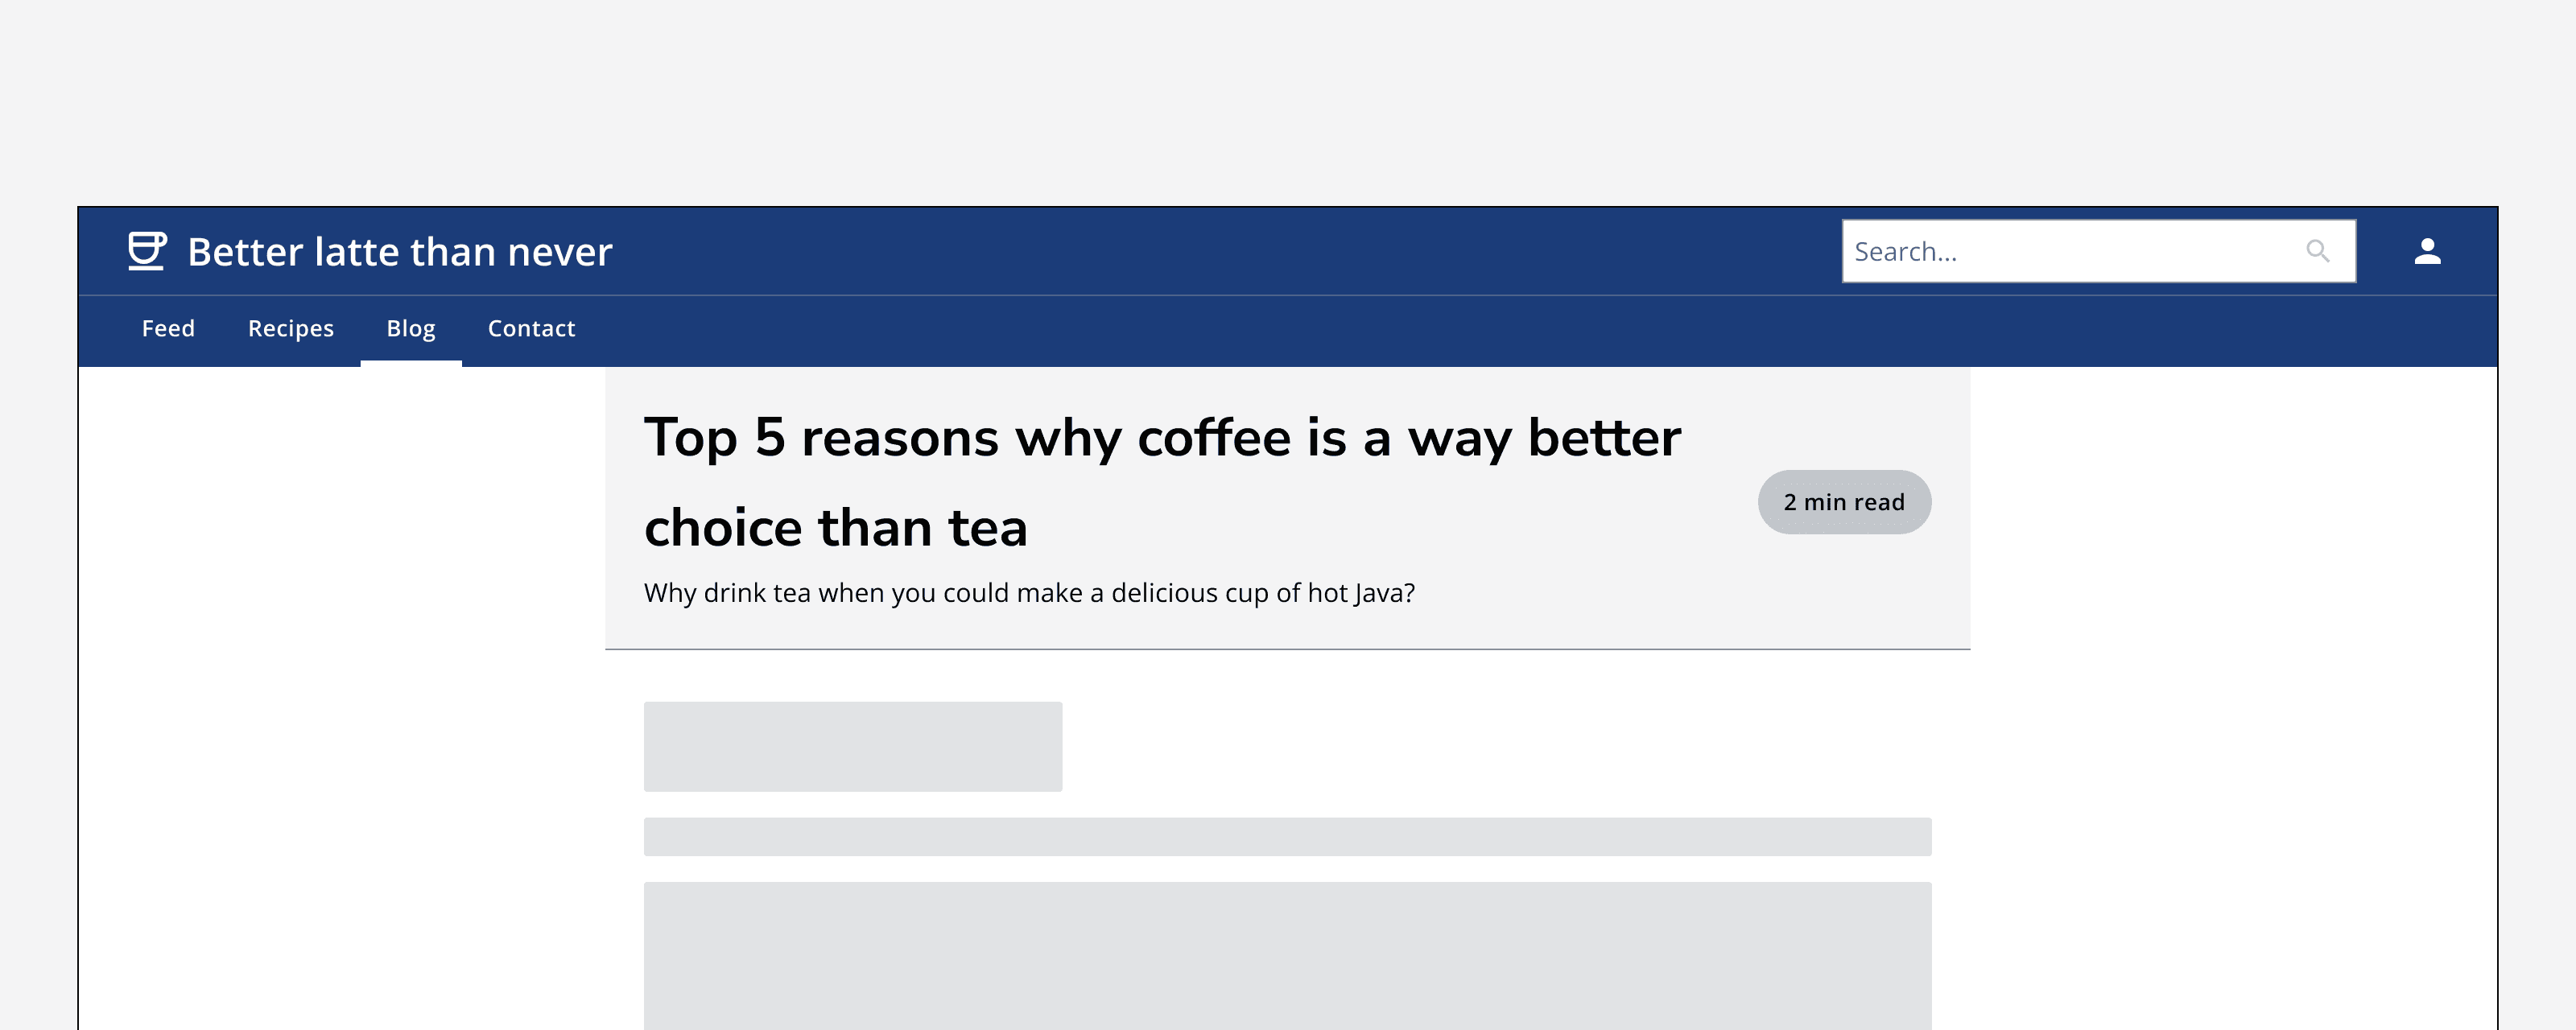 Better latte than never
Search...
Feed
Recipes
Blog
Contact
Top 5 reasons why coffee is a way better
choice than tea
2 min read
Why drink tea when you could make a delicious cup of hot Java?